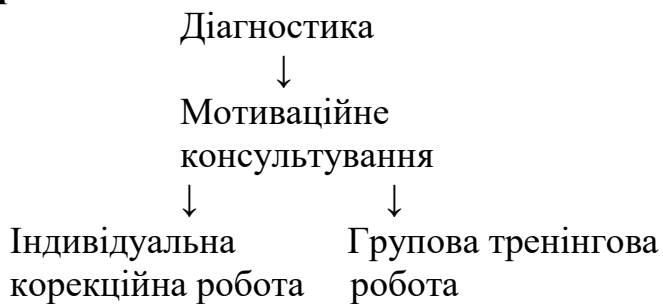 Діагностика
↓
Мотиваційне
консультування
↓ ↓
Індивідуальна Групова тренінгова
корекційна робота робота